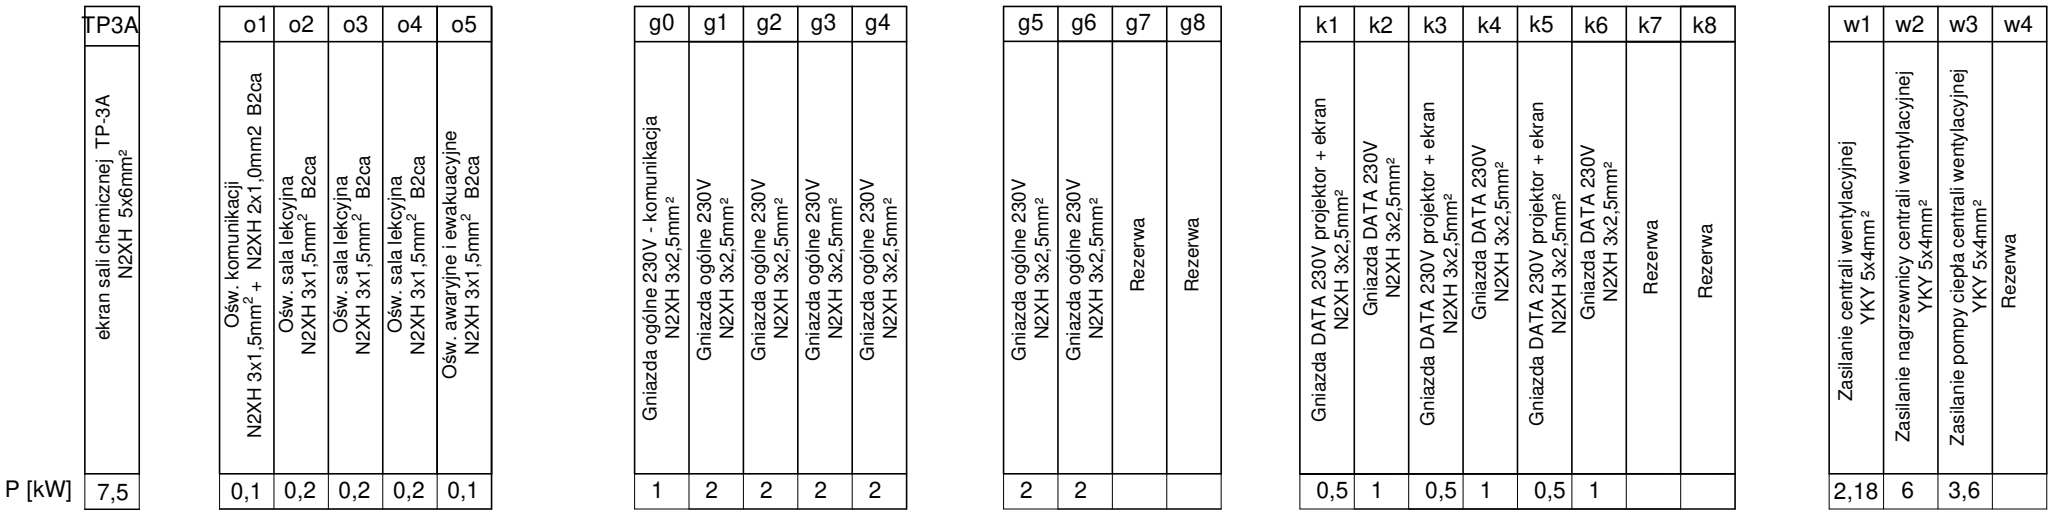 TP3A
ekran sali chemicznej TP-3A
N2XH 5x6mm²
P [kW]
7,5
o1
Ośw. komunikacji
N2XH 3x1,5mm² + N2XH 2x1,0mm2 B2ca
0,1
o2
Ośw. sala lekcyjna
N2XH 3x1,5mm² B2ca
0,2
o3
Ośw. sala lekcyjna
N2XH 3x1,5mm² B2ca
0,2
o4
Ośw. sala lekcyjna
N2XH 3x1,5mm² B2ca
0,2
o5
Ośw. awaryjne i ewakuacyjne
N2XH 3x1,5mm² B2ca
0,1
g0
Gniazda ogólne 230V - komunikacja
N2XH 3x2,5mm²
1
g1
Gniazda ogólne 230V
N2XH 3x2,5mm²
2
g2
Gniazda ogólne 230V
N2XH 3x2,5mm²
2
g3
Gniazda ogólne 230V
N2XH 3x2,5mm²
2
g4
Gniazda ogólne 230V
N2XH 3x2,5mm²
2
g5
Gniazda ogólne 230V
N2XH 3x2,5mm²
2
g6
Gniazda ogólne 230V
N2XH 3x2,5mm²
2
g7
Rezerwa
g8
Rezerwa
k1
Gniazda DATA 230V projektor + ekran
N2XH 3x2,5mm²
0,5
k2
Gniazda DATA 230V
N2XH 3x2,5mm²
1
k3
Gniazda DATA 230V projektor + ekran
N2XH 3x2,5mm²
0,5
k4
Gniazda DATA 230V
N2XH 3x2,5mm²
1
k5
Gniazda DATA 230V projektor + ekran
N2XH 3x2,5mm²
0,5
k6
Gniazda DATA 230V
N2XH 3x2,5mm²
1
k7
Rezerwa
k8
Rezerwa
w1
Zasilanie centrali wentylacyjnej
YKY 5x4mm²
2,18
w2
Zasilanie nagrzewnicy centrali wentylacyjnej
YKY 5x4mm²
6
w3
Zasilanie pompy ciepła centrali wentylacyjnej
YKY 5x4mm²
3,6
w4
Rezerwa